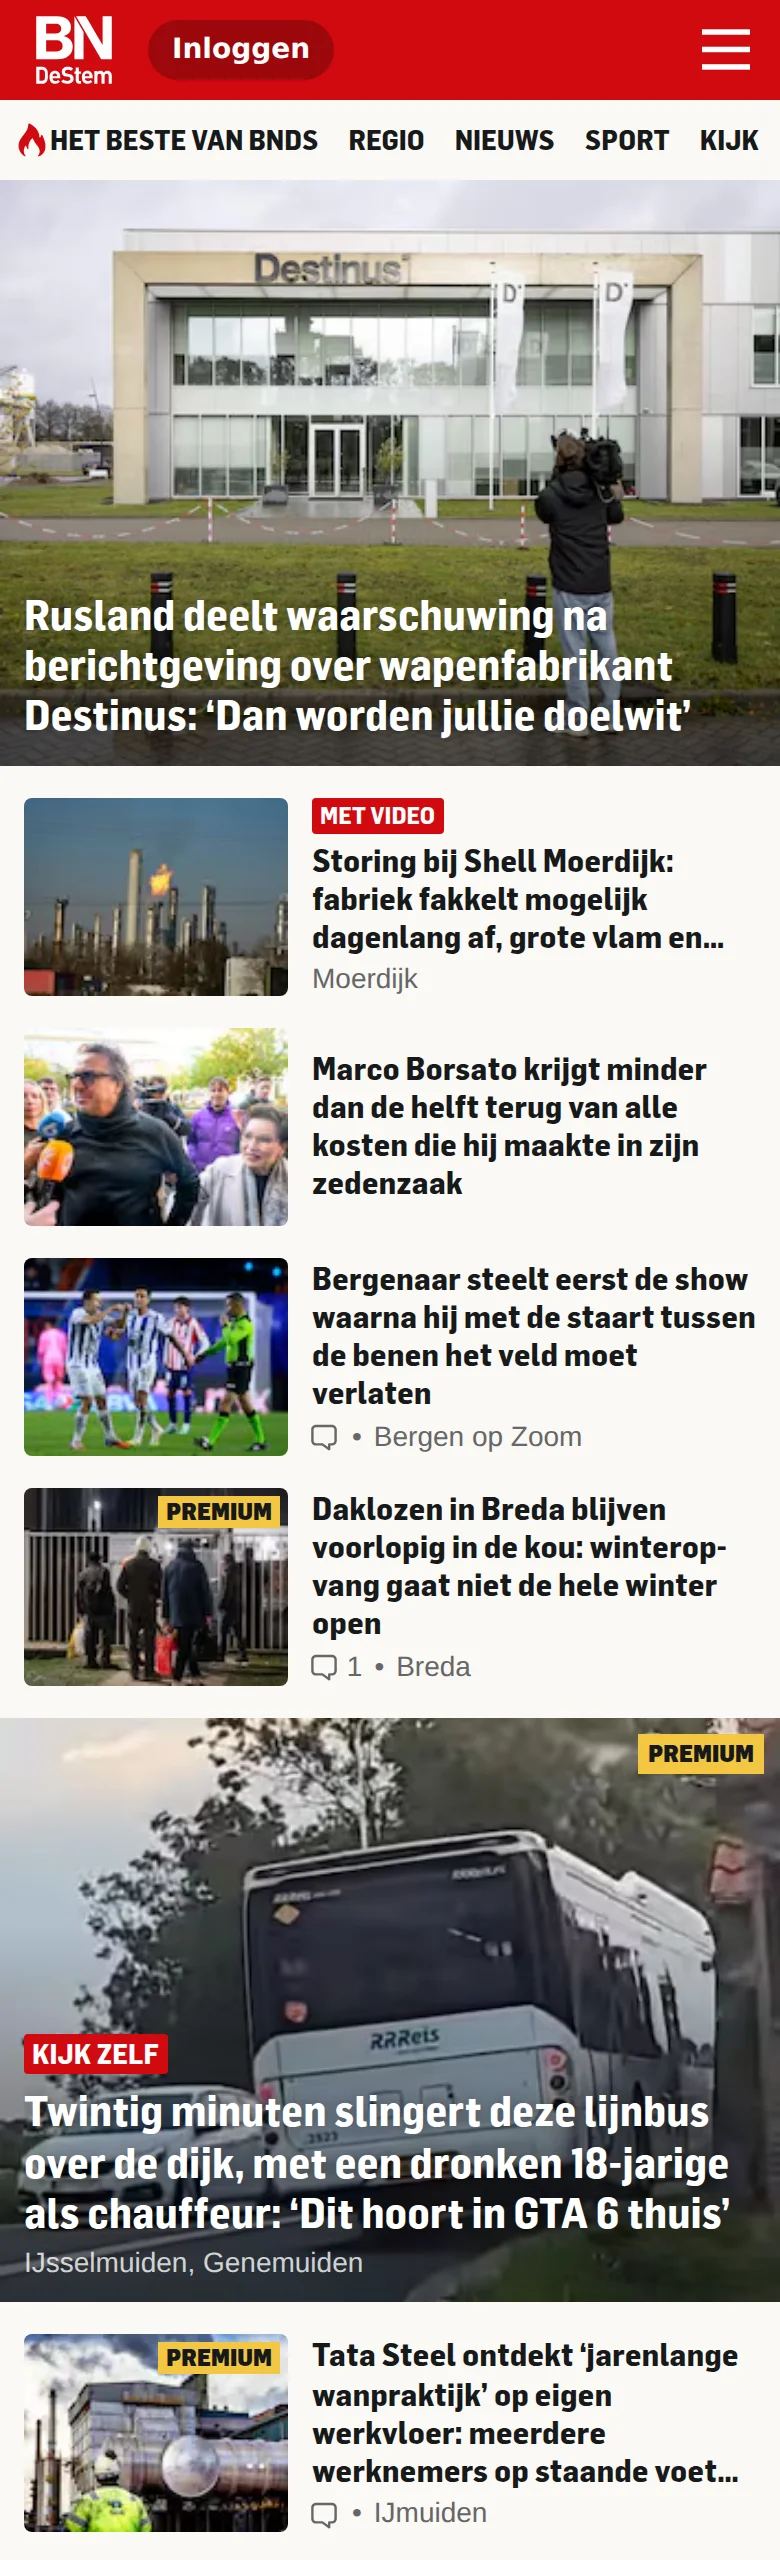 BN
DeStem
Inloggen
HET BESTE VAN BNDS REGIO NIEUWS SPORT KIJK
Destinus
D D
Rusland deelt waarschuwing na
berichtgeving over wapenfabrikant
Destinus: ‘Dan worden jullie doelwit’
MET VIDEO
Storing bij Shell Moerdijk:
fabriek fakkelt mogelijk
dagenlang af, grote vlam en...
Moerdijk
Marco Borsato krijgt minder
dan de helft terug van alle
kosten die hij maakte in zijn
zedenzaak
Bergenaar steelt eerst de show
waarna hij met de staart tussen
de benen het veld moet
verlaten
• Bergen op Zoom
PREMIUM
Daklozen in Breda blijven
voorlopig in de kou: winterop-
vang gaat niet de hele winter
open
1 • Breda
PREMIUM
RRReis
KIJK ZELF
Twintig minuten slingert deze lijnbus
over de dijk, met een dronken 18-jarige
als chauffeur: ‘Dit hoort in GTA 6 thuis’
IJsselmuiden, Genemuiden
PREMIUM
Tata Steel ontdekt ‘jarenlange
wanpraktijk’ op eigen
werkvloer: meerdere
werknemers op staande voet...
• IJmuiden